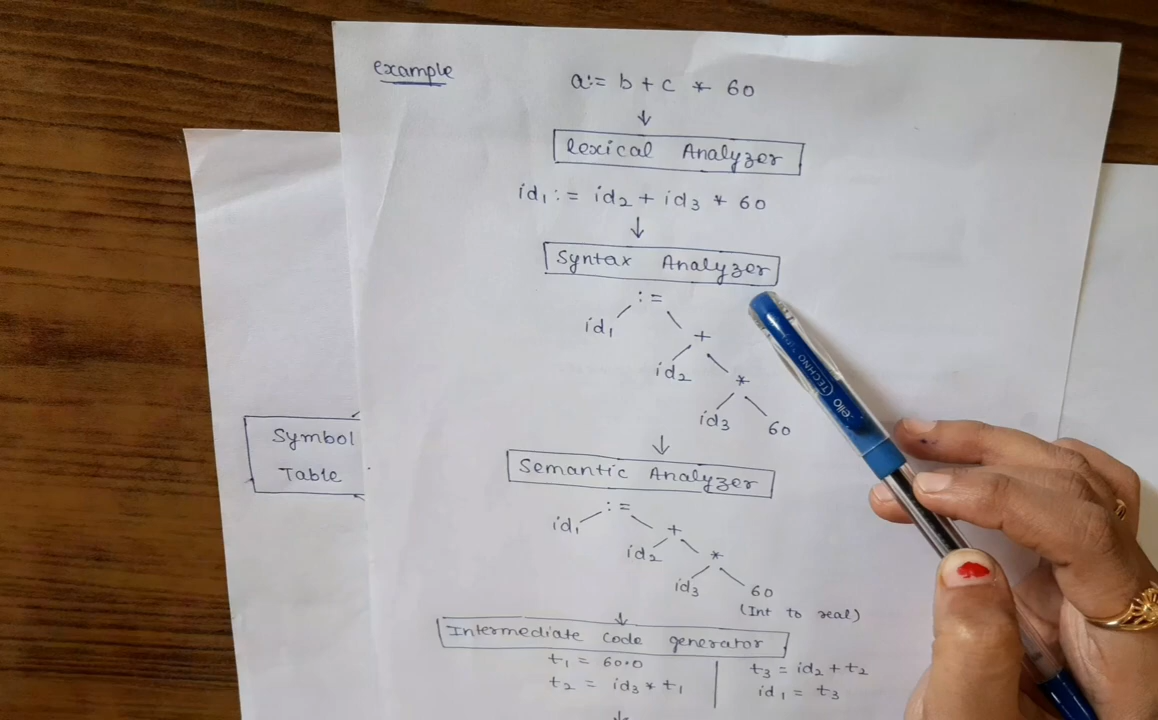 example
a:= b + c * 60
↓
Lexical Analyzer
id₁ := id₂ + id₃ * 60
↓
Syntax Analyzer
:=
id₁
+
id₂
*
id₃ 60
↓
Semantic Analyzer
:=
id₁
+
id₂
*
id₃ 60
(Int to real)
↓
Intermediate Code generator
t₁ = 60.0
t₂ = id₃ * t₁
t₃ = id₂ + t₂
id₁ = t₃
↓
Symbol
Table
cello TECHNO